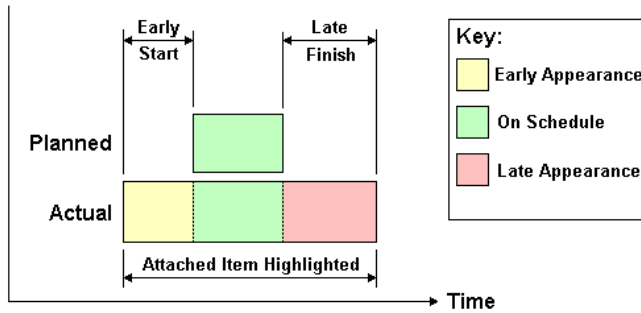 Early
Start
Late
Finish
Planned
Actual
Attached Item Highlighted
Time
Key:
Early Appearance
On Schedule
Late Appearance